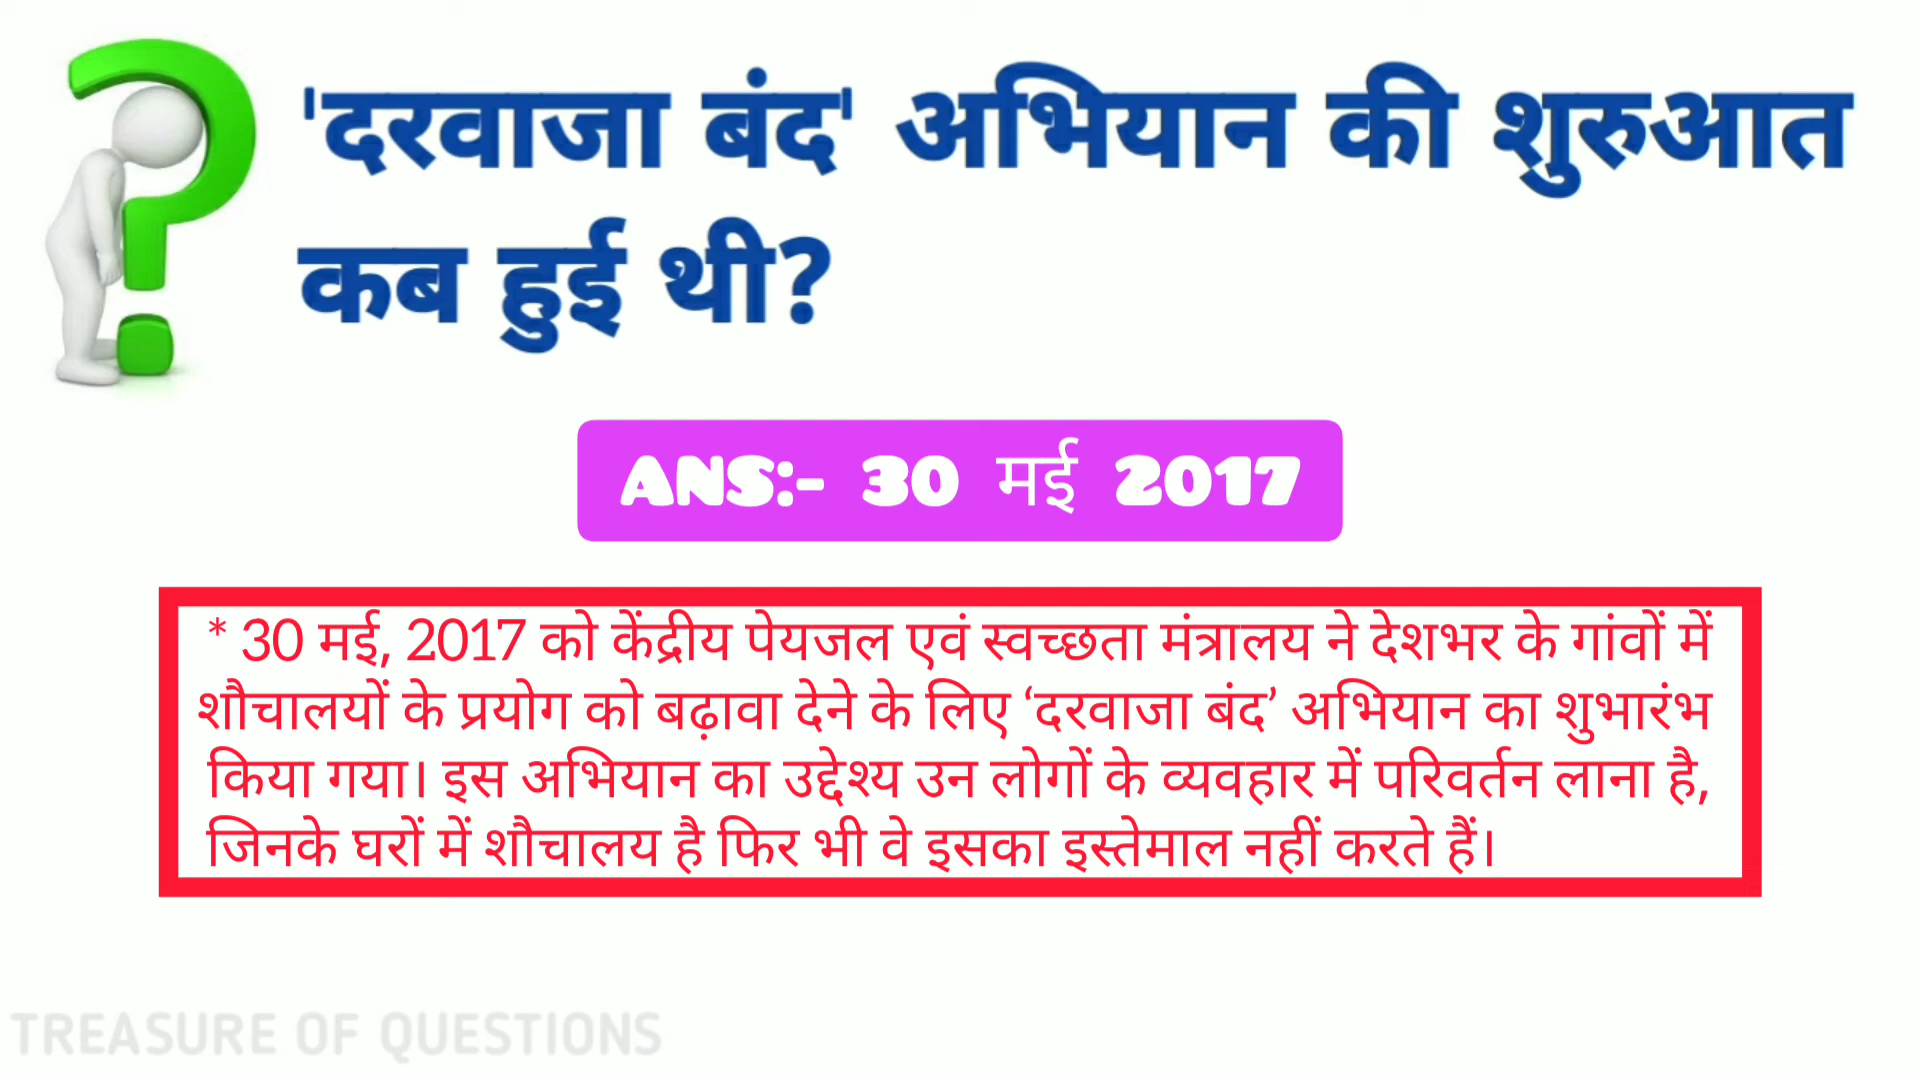 'दरवाजा बंद' अभियान की शुरुआत
कब हुई थी?
ANS:- 30 मई 2017
* 30 मई, 2017 को केंद्रीय पेयजल एवं स्वच्छता मंत्रालय ने देशभर के गांवों में
शौचालयों के प्रयोग को बढ़ावा देने के लिए ‘दरवाजा बंद’ अभियान का शुभारंभ
किया गया। इस अभियान का उद्देश्य उन लोगों के व्यवहार में परिवर्तन लाना है,
जिनके घरों में शौचालय है फिर भी वे इसका इस्तेमाल नहीं करते हैं।
TREASURE OF QUESTIONS